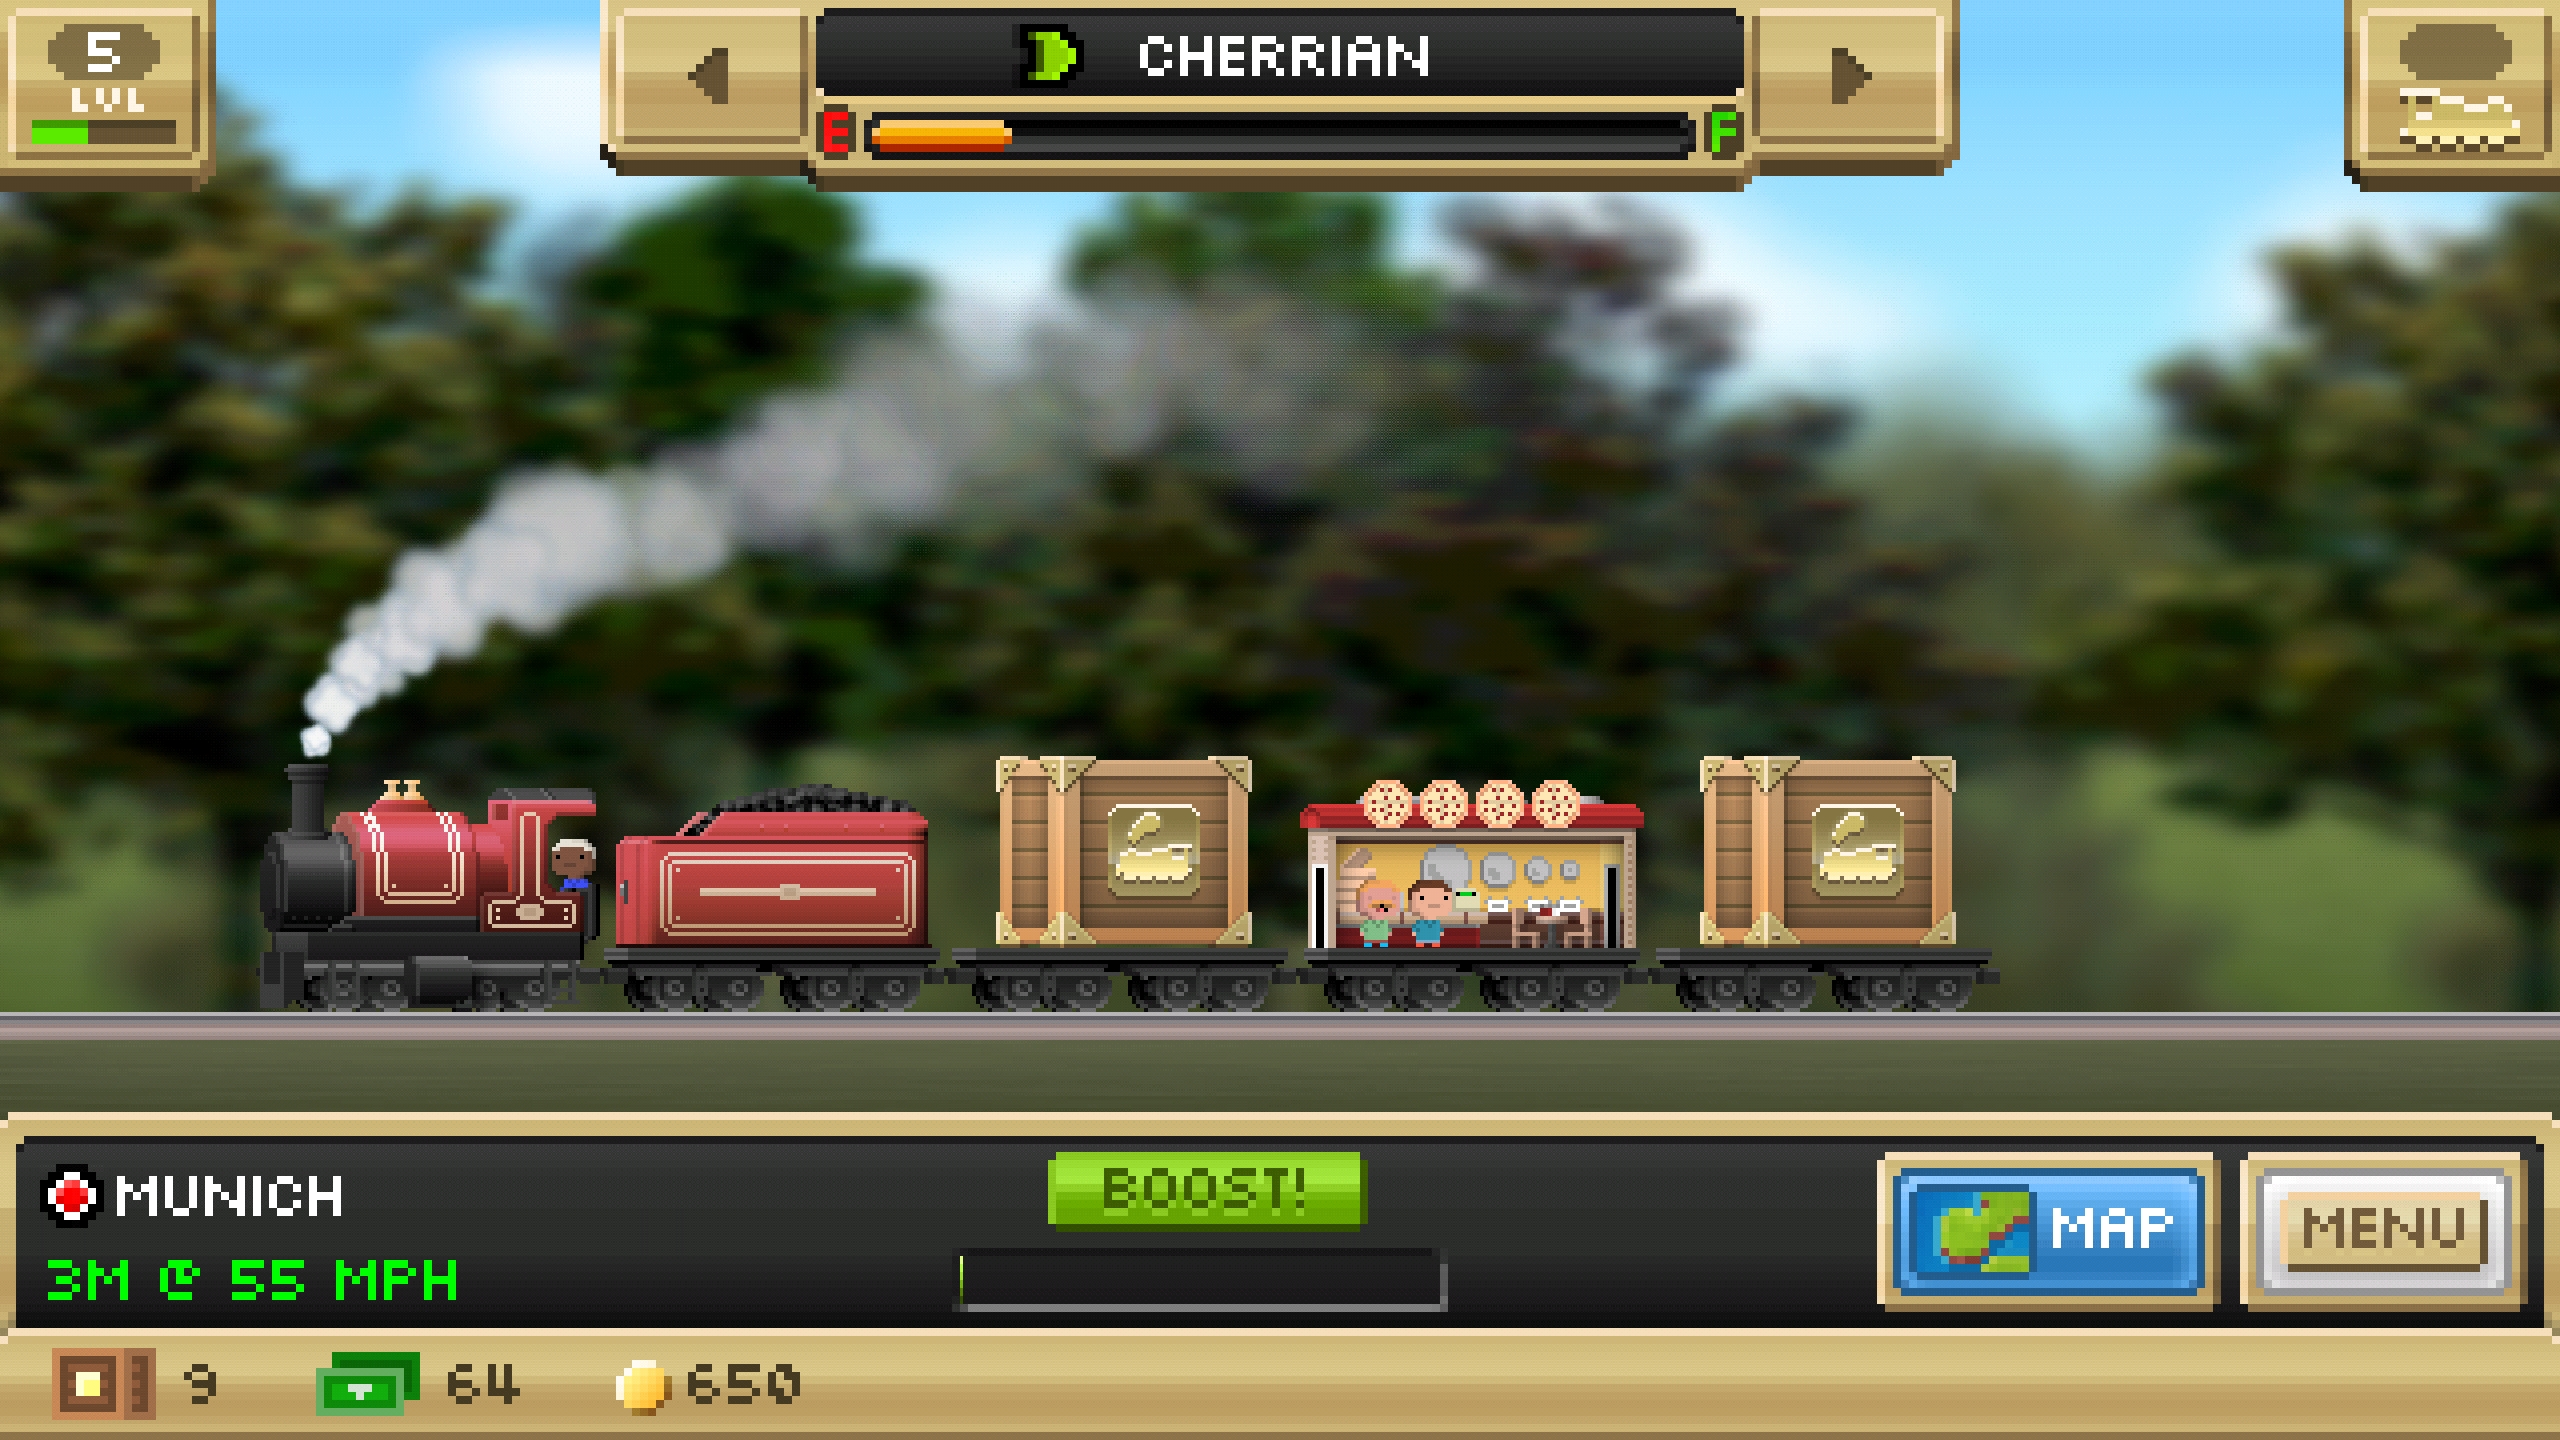 5
LVL
CHERRIAN
E F
MUNICH
3M @ 55 MPH
BOOST!
MAP
MENU
9 64 650